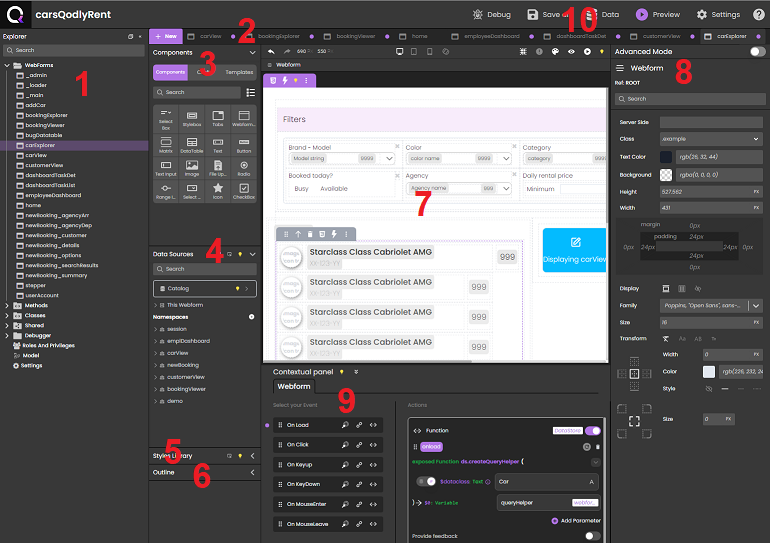 carsQodlyRent
Debug
Save all
Data
Preview
Settings
2
10
Explorer
Search
1
WebForms
_admin
_loader
_main
addCar
bookingExplorer
bookingViewer
bugDatatable
carExplorer
carView
customerView
dashboardTaskDet
dashboardTaskList
employeeDashboard
home
newBooking_agencyArr
newBooking_agencyDep
newBooking_customer
newBooking_details
newBooking_options
newBooking_searchResults
newBooking_summary
stepper
userAccount
Methods
Classes
Shared
Debugger
Roles And Privileges
Model
Settings
+ New
carView
bookingExplorer
bookingViewer
home
employeeDashboard
dashboardTaskDet
customerView
carExplorer
Components
3
Components
Templates
Search
Select Box
Stylebox
Tabs
Webform...
Matrix
DataTable
Text
Button
Text Input
Image
File Up...
Radio
Range I...
Select ...
Icon
CheckBox
Data Sources
4
Search
Catalog
This Webform
Namespaces
session
emplDashboard
carView
newBooking
customerView
bookingViewer
demo
5
Styles Library
6
Outline
690 PX
550 PX
Webform
Filters
Brand - Model
Model string
9999
Color
color name
9999
Category
category
9999
Booked today?
Busy
Available
Agency
Agency name
999
Daily rental price
Minimum
7
Starclass Class Cabriolet AMG
XX-123-YY
999
Starclass Class Cabriolet AMG
XX-123-YY
999
Starclass Class Cabriolet AMG
XX-123-YY
999
Starclass Class Cabriolet AMG
999
Displaying carView
Contextual panel
Webform
9
Select your Event
On Load
On Click
On Keyup
On KeyDown
On MouseEnter
On MouseLeave
Actions
Function
DataStore
onload
exposed Function ds.createQueryHelper (
$dataclass Text
Car
A
) $0: Variable
queryHelper
webfor...
Add Parameter
Provide feedback
Advanced Mode
8
Webform
Ref: ROOT
Search
Server Side
Class
.example
Text Color
rgb(26, 32, 44)
Background
rgba(0, 0, 0, 0)
Height
527.562
PX
Width
431
PX
margin
0px
padding
24px
0px
24px
24px
0px
24px
0px
Display
Family
Poppins, "Open Sans", sans-...
Size
16
PX
Transform
Aa
AB
Width
0
PX
Color
rgb(226, 232, 24
Style
Size
0
PX